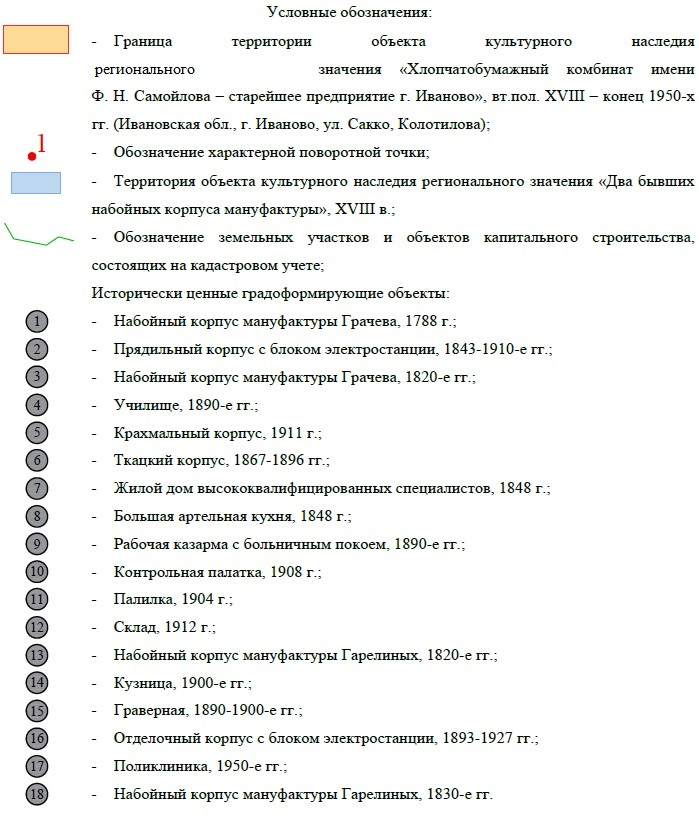 Условные обозначения:
- Граница территории объекта культурного наследия
регионального значения «Хлопчатобумажный комбинат имени
Ф. Н. Самойлова – старейшее предприятие г. Иваново», вт.пол. XVIII – конец 1950-х
гг. (Ивановская обл., г. Иваново, ул. Сакко, Колотилова);
1
- Обозначение характерной поворотной точки;
- Территория объекта культурного наследия регионального значения «Два бывших
набойных корпуса мануфактуры», XVIII в.;
- Обозначение земельных участков и объектов капитального строительства,
состоящих на кадастровом учете;
Исторически ценные градоформирующие объекты:
1 - Набойный корпус мануфактуры Грачева, 1788 г.;
2 - Прядильный корпус с блоком электростанции, 1843-1910-е гг.;
3 - Набойный корпус мануфактуры Грачева, 1820-е гг.;
4 - Училище, 1890-е гг.;
5 - Крахмальный корпус, 1911 г.;
6 - Ткацкий корпус, 1867-1896 гг.;
7 - Жилой дом высококвалифицированных специалистов, 1848 г.;
8 - Большая артельная кухня, 1848 г.;
9 - Рабочая казарма с больничным покоем, 1890-е гг.;
10 - Контрольная палатка, 1908 г.;
11 - Палилка, 1904 г.;
12 - Склад, 1912 г.;
13 - Набойный корпус мануфактуры Гарелиных, 1820-е гг.;
14 - Кузница, 1900-е гг.;
15 - Граверная, 1890-1900-е гг.;
16 - Отделочный корпус с блоком электростанции, 1893-1927 гг.;
17 - Поликлиника, 1950-е гг.;
18 - Набойный корпус мануфактуры Гарелиных, 1830-е гг.